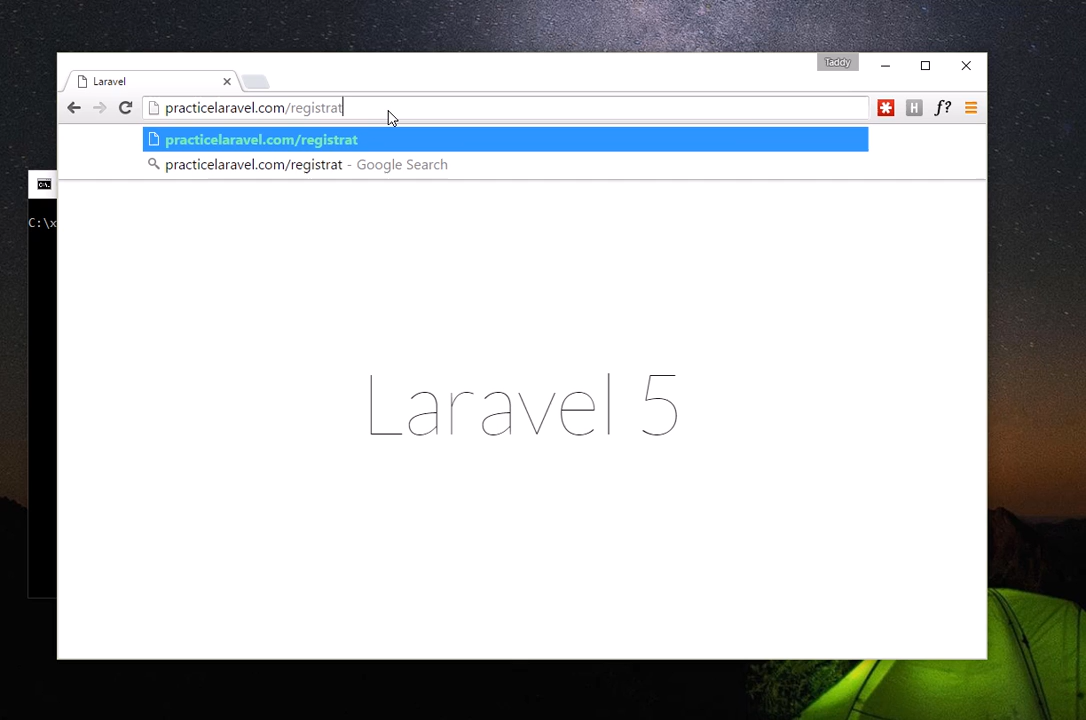 Taddy
Laravel
practicelaravel.com/registrat
H
f?
practicelaravel.com/registrat
practicelaravel.com/registrat - Google Search
C:\x
Laravel 5